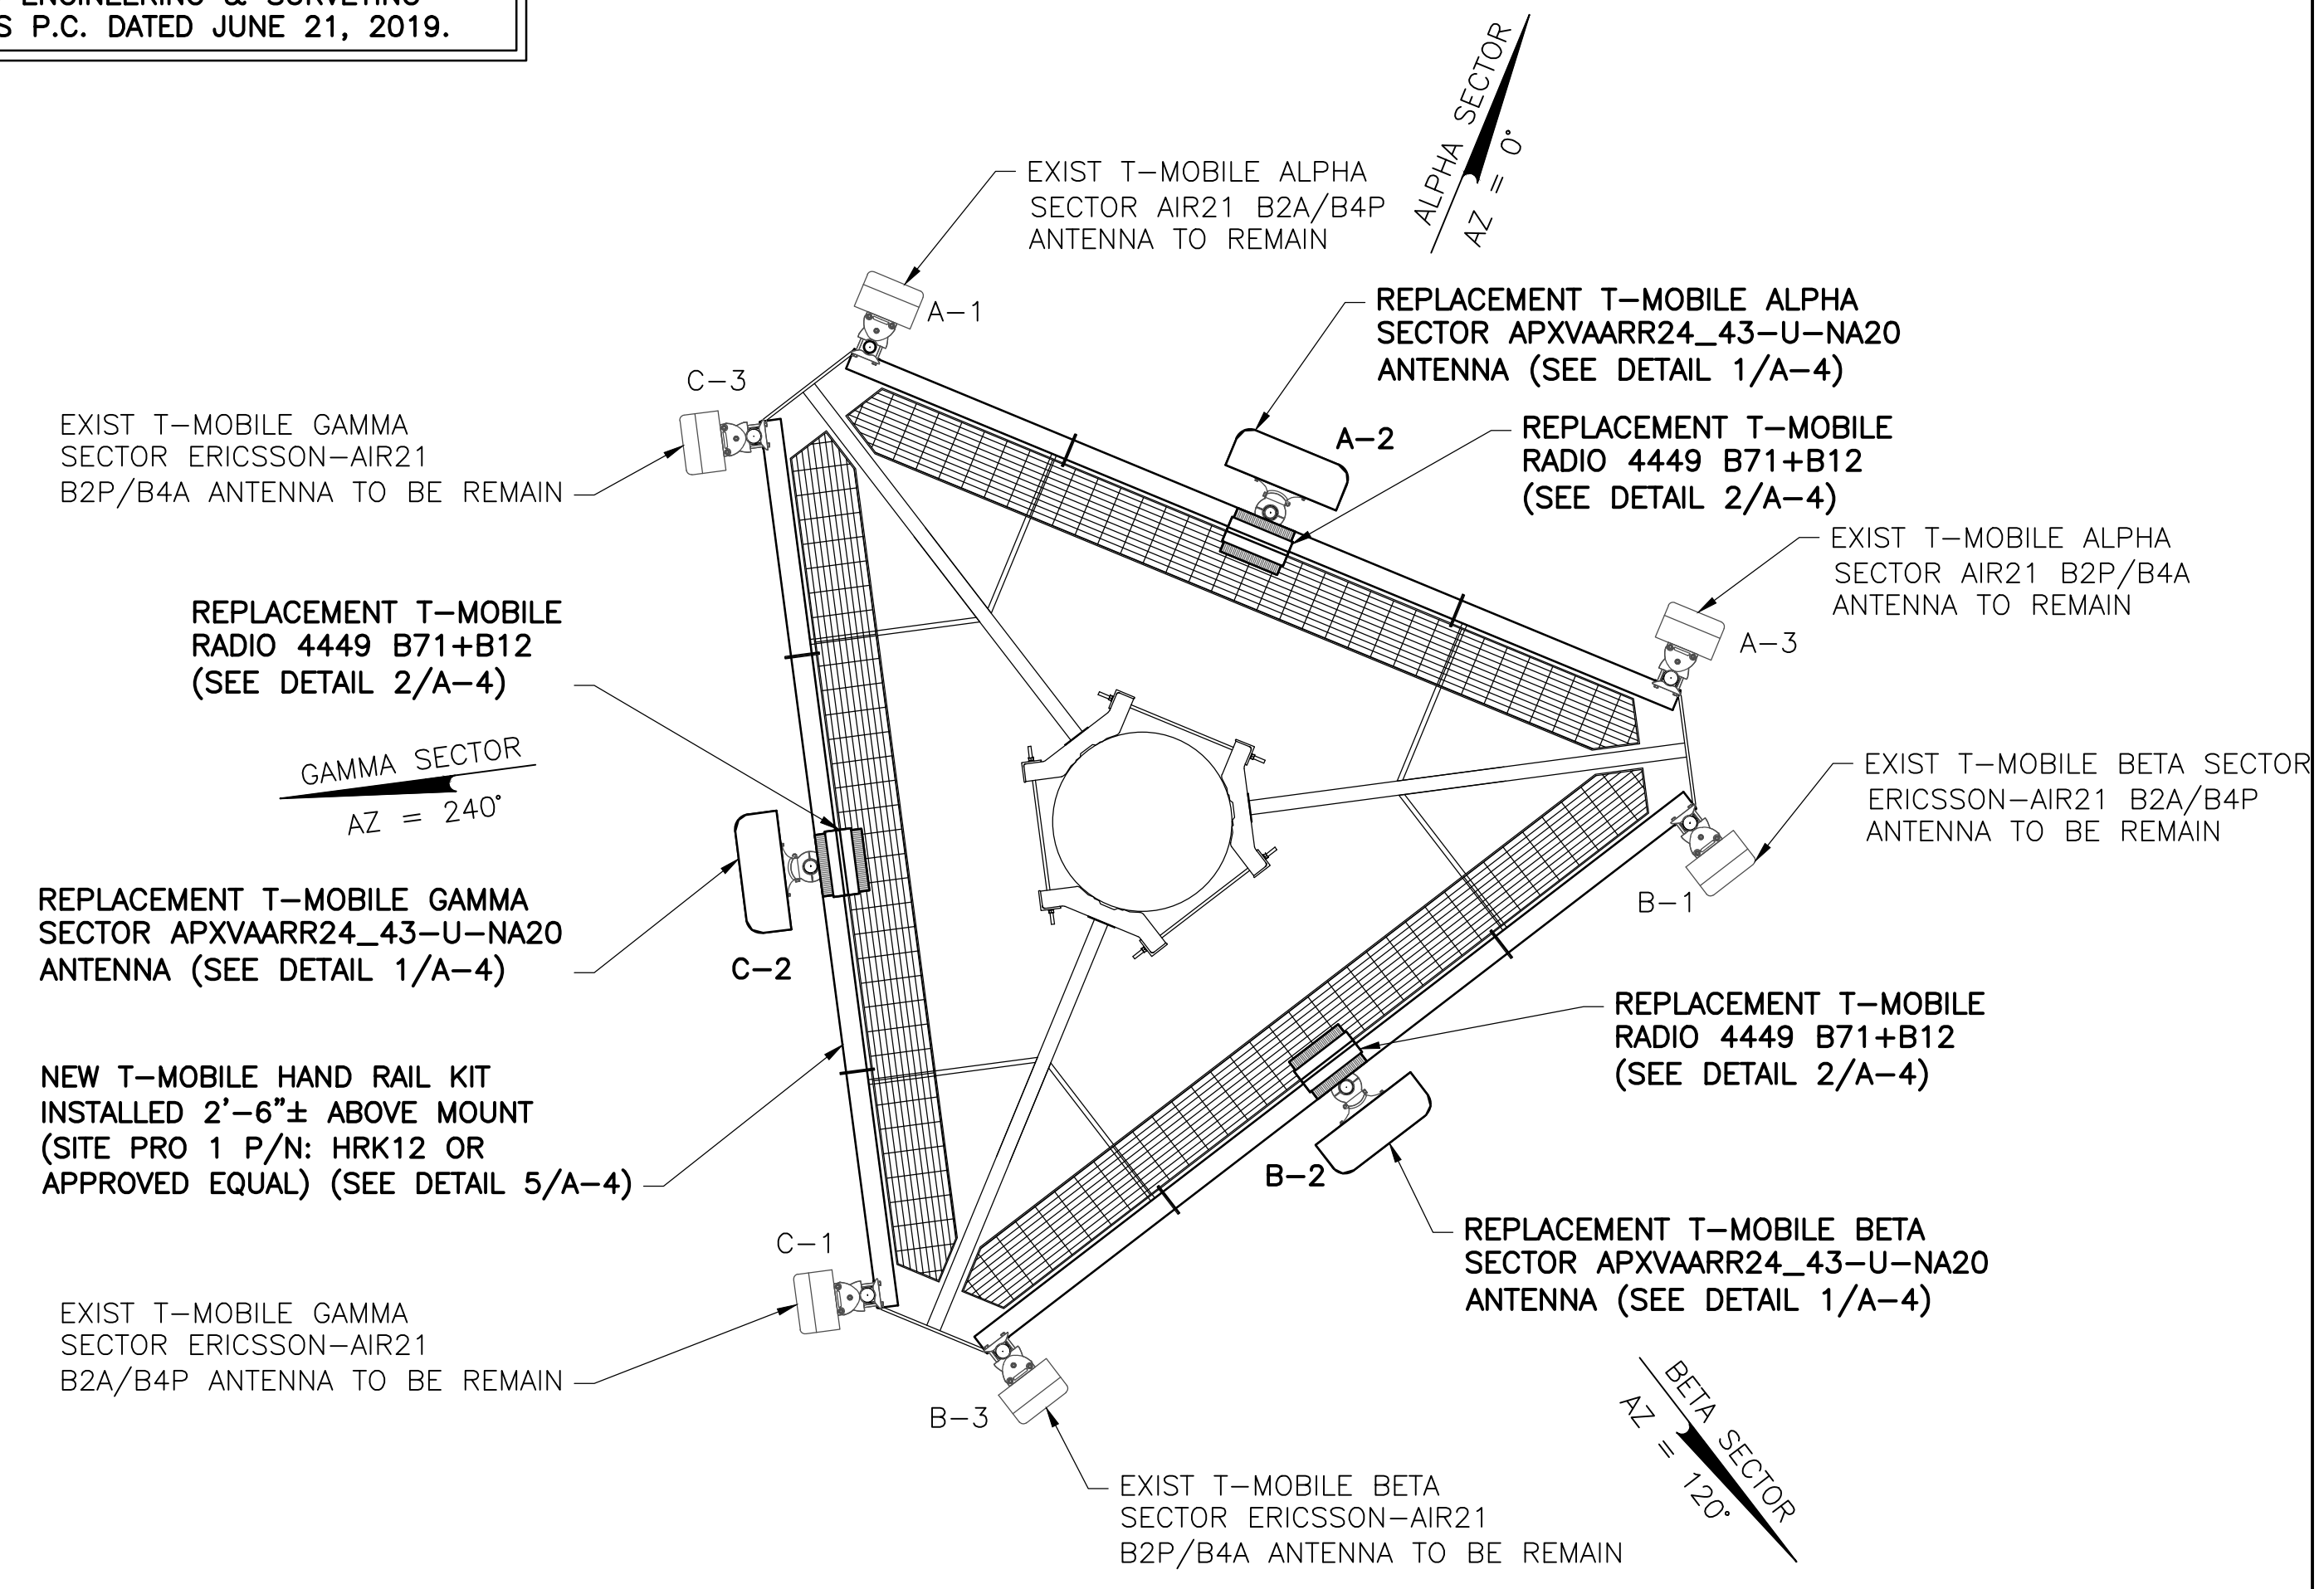 S P.C. DATED JUNE 21, 2019.
ALPHA SECTOR
AZ = 0°
EXIST T-MOBILE ALPHA
SECTOR AIR21 B2A/B4P
ANTENNA TO REMAIN
A-1
REPLACEMENT T-MOBILE ALPHA
SECTOR APXVAARR24_43-U-NA20
ANTENNA (SEE DETAIL 1/A-4)
A-2
REPLACEMENT T-MOBILE
RADIO 4449 B71+B12
(SEE DETAIL 2/A-4)
C-3
EXIST T-MOBILE GAMMA
SECTOR ERICSSON-AIR21
B2P/B4A ANTENNA TO BE REMAIN
EXIST T-MOBILE ALPHA
SECTOR AIR21 B2P/B4A
ANTENNA TO REMAIN
A-3
REPLACEMENT T-MOBILE
RADIO 4449 B71+B12
(SEE DETAIL 2/A-4)
GAMMA SECTOR
AZ = 240°
EXIST T-MOBILE BETA SECTOR
ERICSSON-AIR21 B2A/B4P
ANTENNA TO BE REMAIN
B-1
REPLACEMENT T-MOBILE GAMMA
SECTOR APXVAARR24_43-U-NA20
ANTENNA (SEE DETAIL 1/A-4)
C-2
REPLACEMENT T-MOBILE
RADIO 4449 B71+B12
(SEE DETAIL 2/A-4)
NEW T-MOBILE HAND RAIL KIT
INSTALLED 2'-6"± ABOVE MOUNT
(SITE PRO 1 P/N: HRK12 OR
APPROVED EQUAL) (SEE DETAIL 5/A-4)
B-2
REPLACEMENT T-MOBILE BETA
SECTOR APXVAARR24_43-U-NA20
ANTENNA (SEE DETAIL 1/A-4)
C-1
EXIST T-MOBILE GAMMA
SECTOR ERICSSON-AIR21
B2A/B4P ANTENNA TO BE REMAIN
B-3
BETA SECTOR
AZ = 120°
EXIST T-MOBILE BETA
SECTOR ERICSSON-AIR21
B2P/B4A ANTENNA TO BE REMAIN